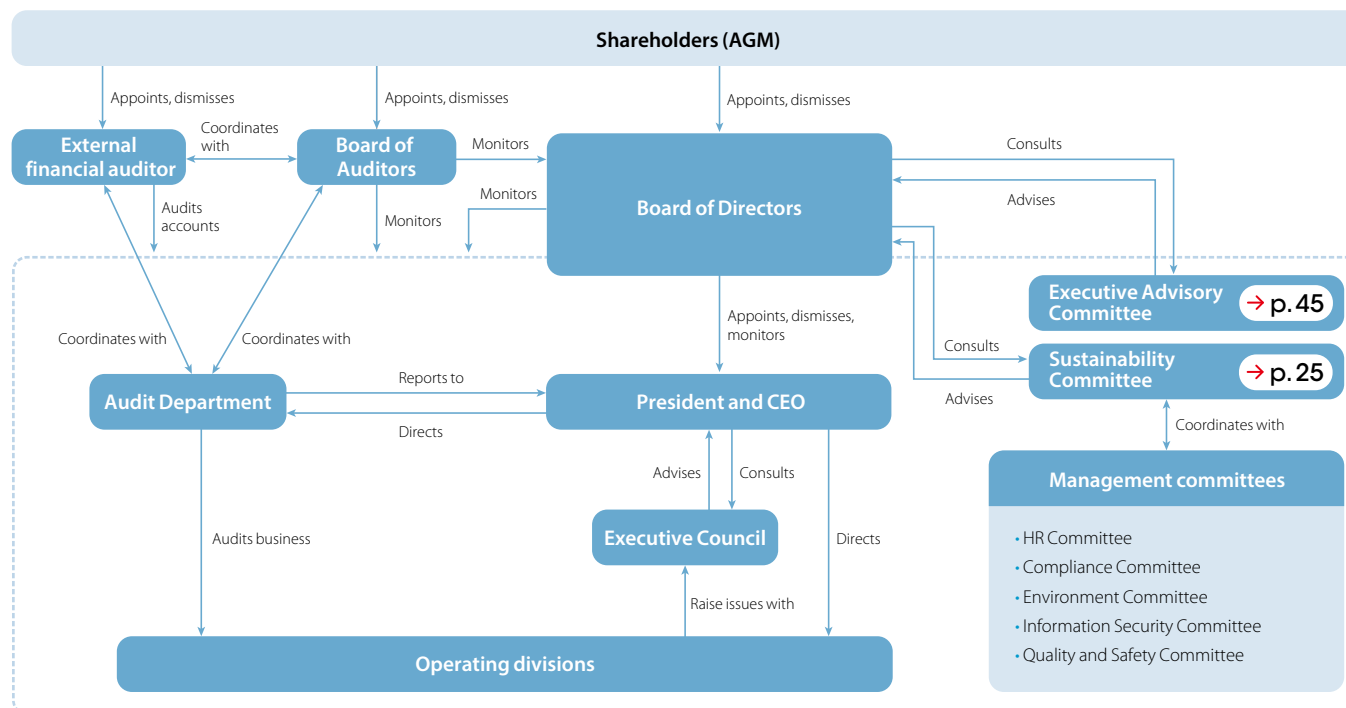 Shareholders (AGM)
Appoints, dismisses
Appoints, dismisses
Appoints, dismisses
External
financial auditor
Coordinates
with
Board of
Auditors
Monitors
Monitors
Board of Directors
Consults
Advises
Audits
accounts
Monitors
Executive Advisory
Committee
→ p. 45
Coordinates with
Coordinates with
Appoints, dismisses,
monitors
Consults
Advises
Sustainability
Committee
→ p. 25
Audit Department
Reports to
Directs
President and CEO
Coordinates with
Advises
Consults
Management committees
• HR Committee
• Compliance Committee
• Environment Committee
• Information Security Committee
• Quality and Safety Committee
Audits business
Executive Council
Directs
Raise issues with
Operating divisions